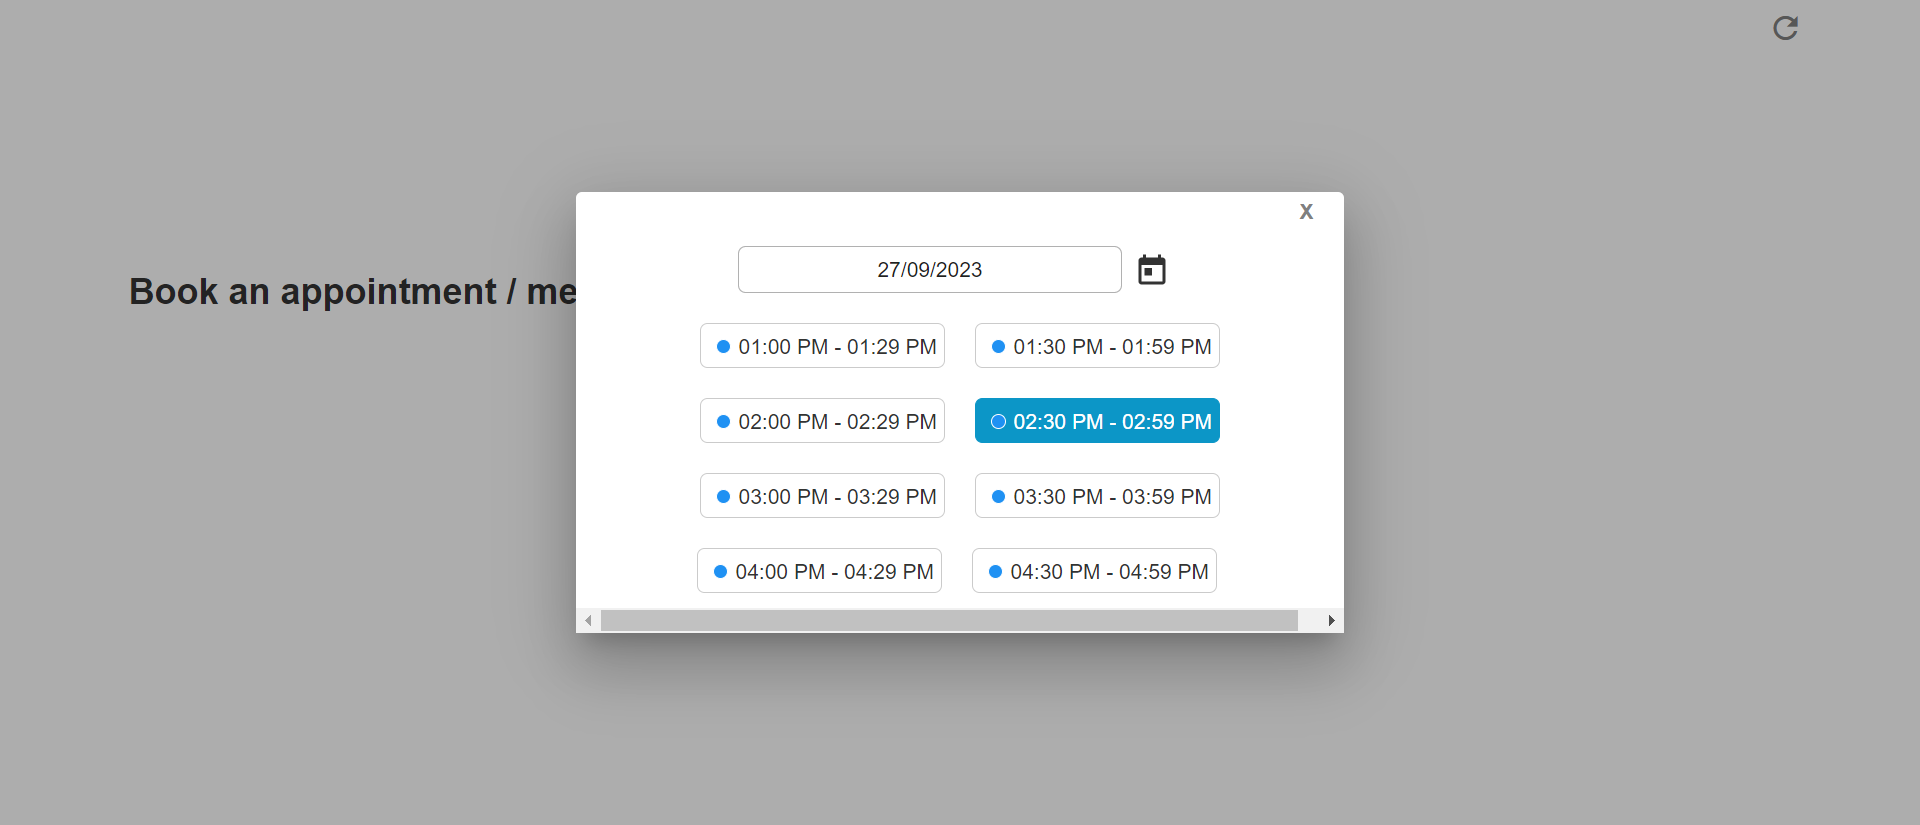 X
27/09/2023
Book an appointment / me
01:00 PM - 01:29 PM
01:30 PM - 01:59 PM
02:00 PM - 02:29 PM
02:30 PM - 02:59 PM
03:00 PM - 03:29 PM
03:30 PM - 03:59 PM
04:00 PM - 04:29 PM
04:30 PM - 04:59 PM